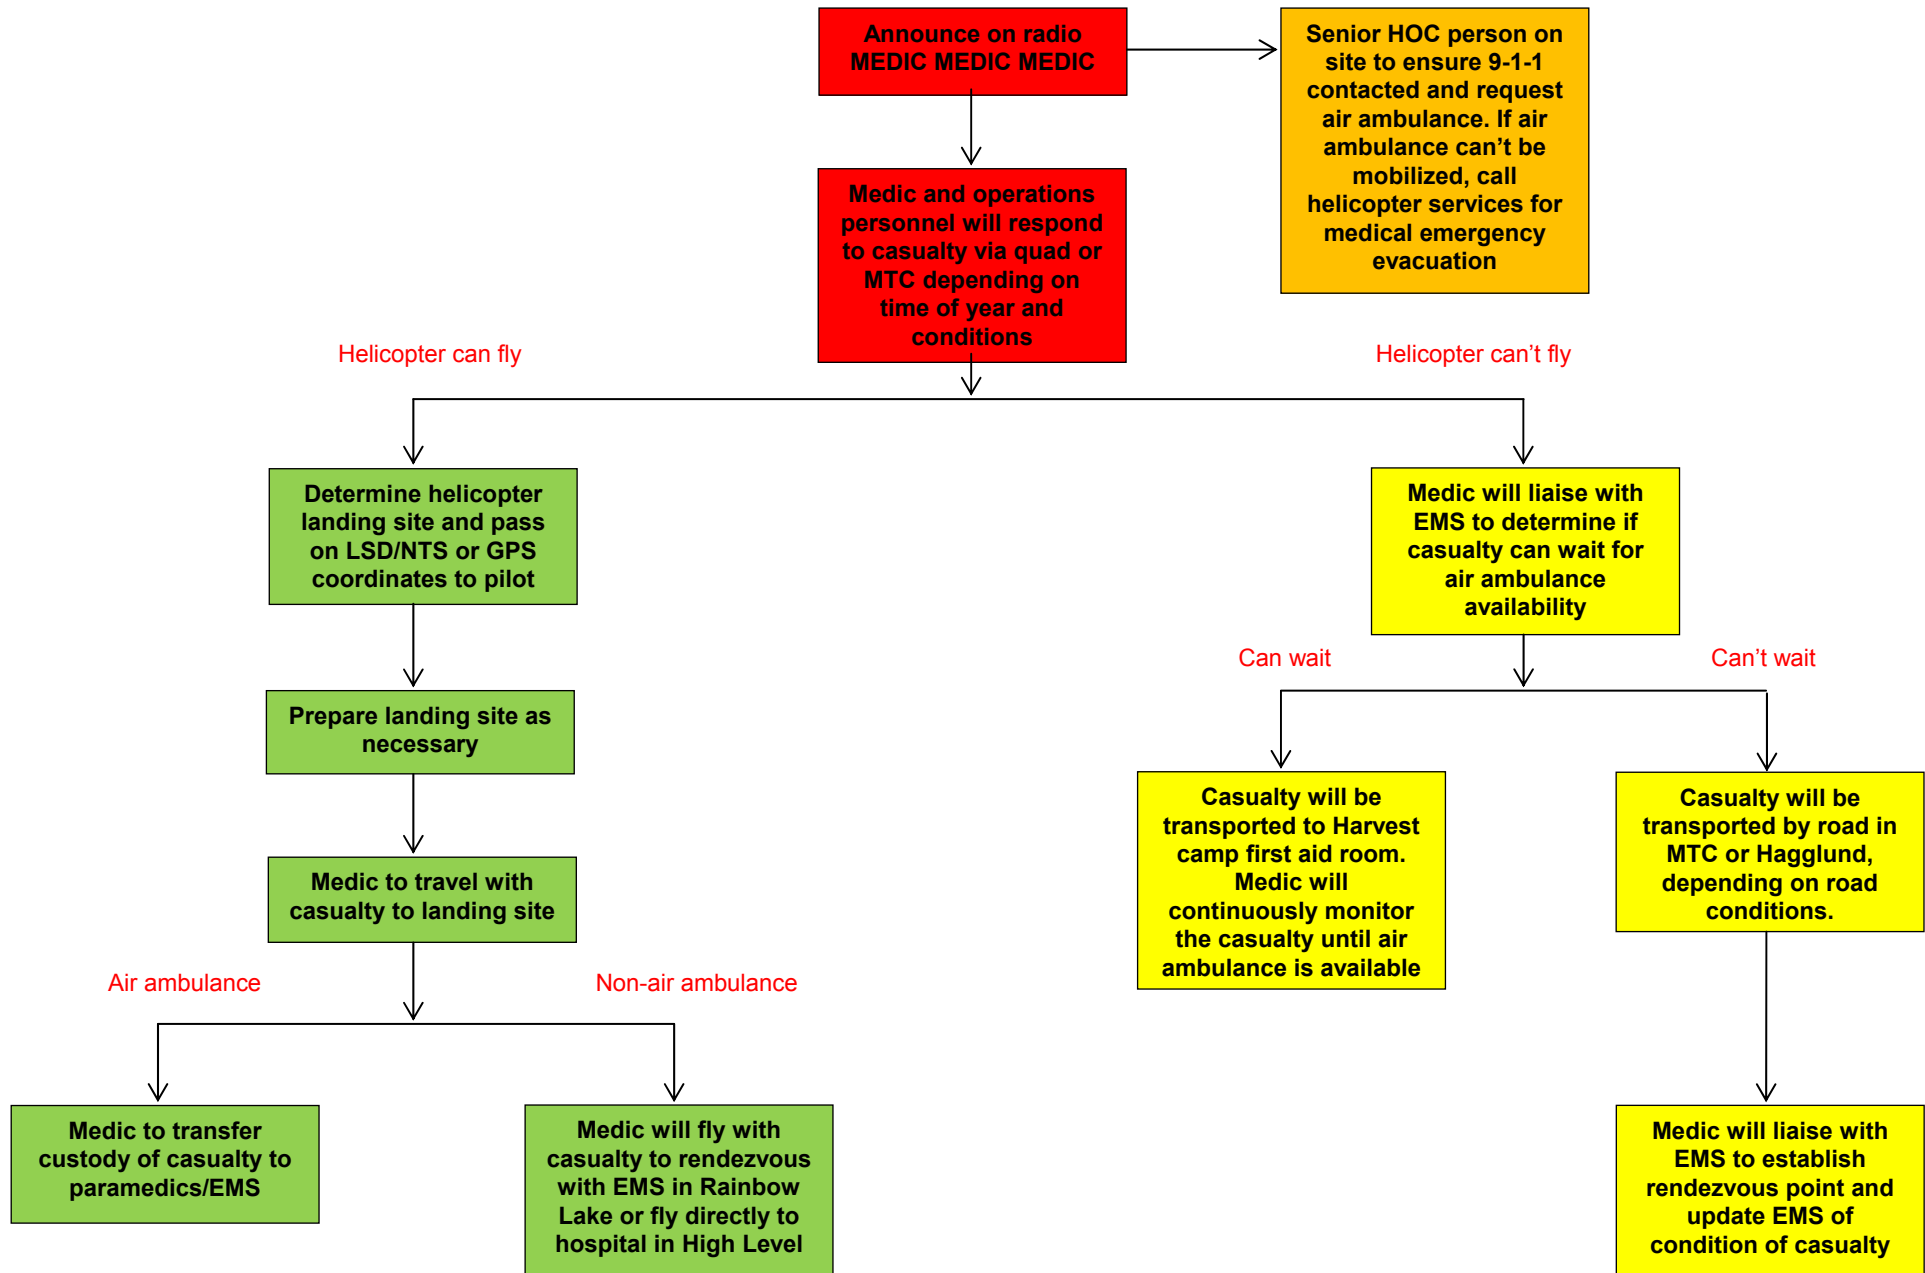 Announce on radio
MEDIC MEDIC MEDIC
Senior HOC person on
site to ensure 9-1-1
contacted and request
air ambulance. If air
ambulance can’t be
mobilized, call
helicopter services for
medical emergency
evacuation
Medic and operations
personnel will respond
to casualty via quad or
MTC depending on
time of year and
conditions
Helicopter can fly
Helicopter can’t fly
Determine helicopter
landing site and pass
on LSD/NTS or GPS
coordinates to pilot
Medic will liaise with
EMS to determine if
casualty can wait for
air ambulance
availability
Prepare landing site as
necessary
Can wait
Can’t wait
Medic to travel with
casualty to landing site
Casualty will be
transported to Harvest
camp first aid room.
Medic will
continuously monitor
the casualty until air
ambulance is available
Casualty will be
transported by road in
MTC or Hagglund,
depending on road
conditions.
Air ambulance
Non-air ambulance
Medic to transfer
custody of casualty to
paramedics/EMS
Medic will fly with
casualty to rendezvous
with EMS in Rainbow
Lake or fly directly to
hospital in High Level
Medic will liaise with
EMS to establish
rendezvous point and
update EMS of
condition of casualty